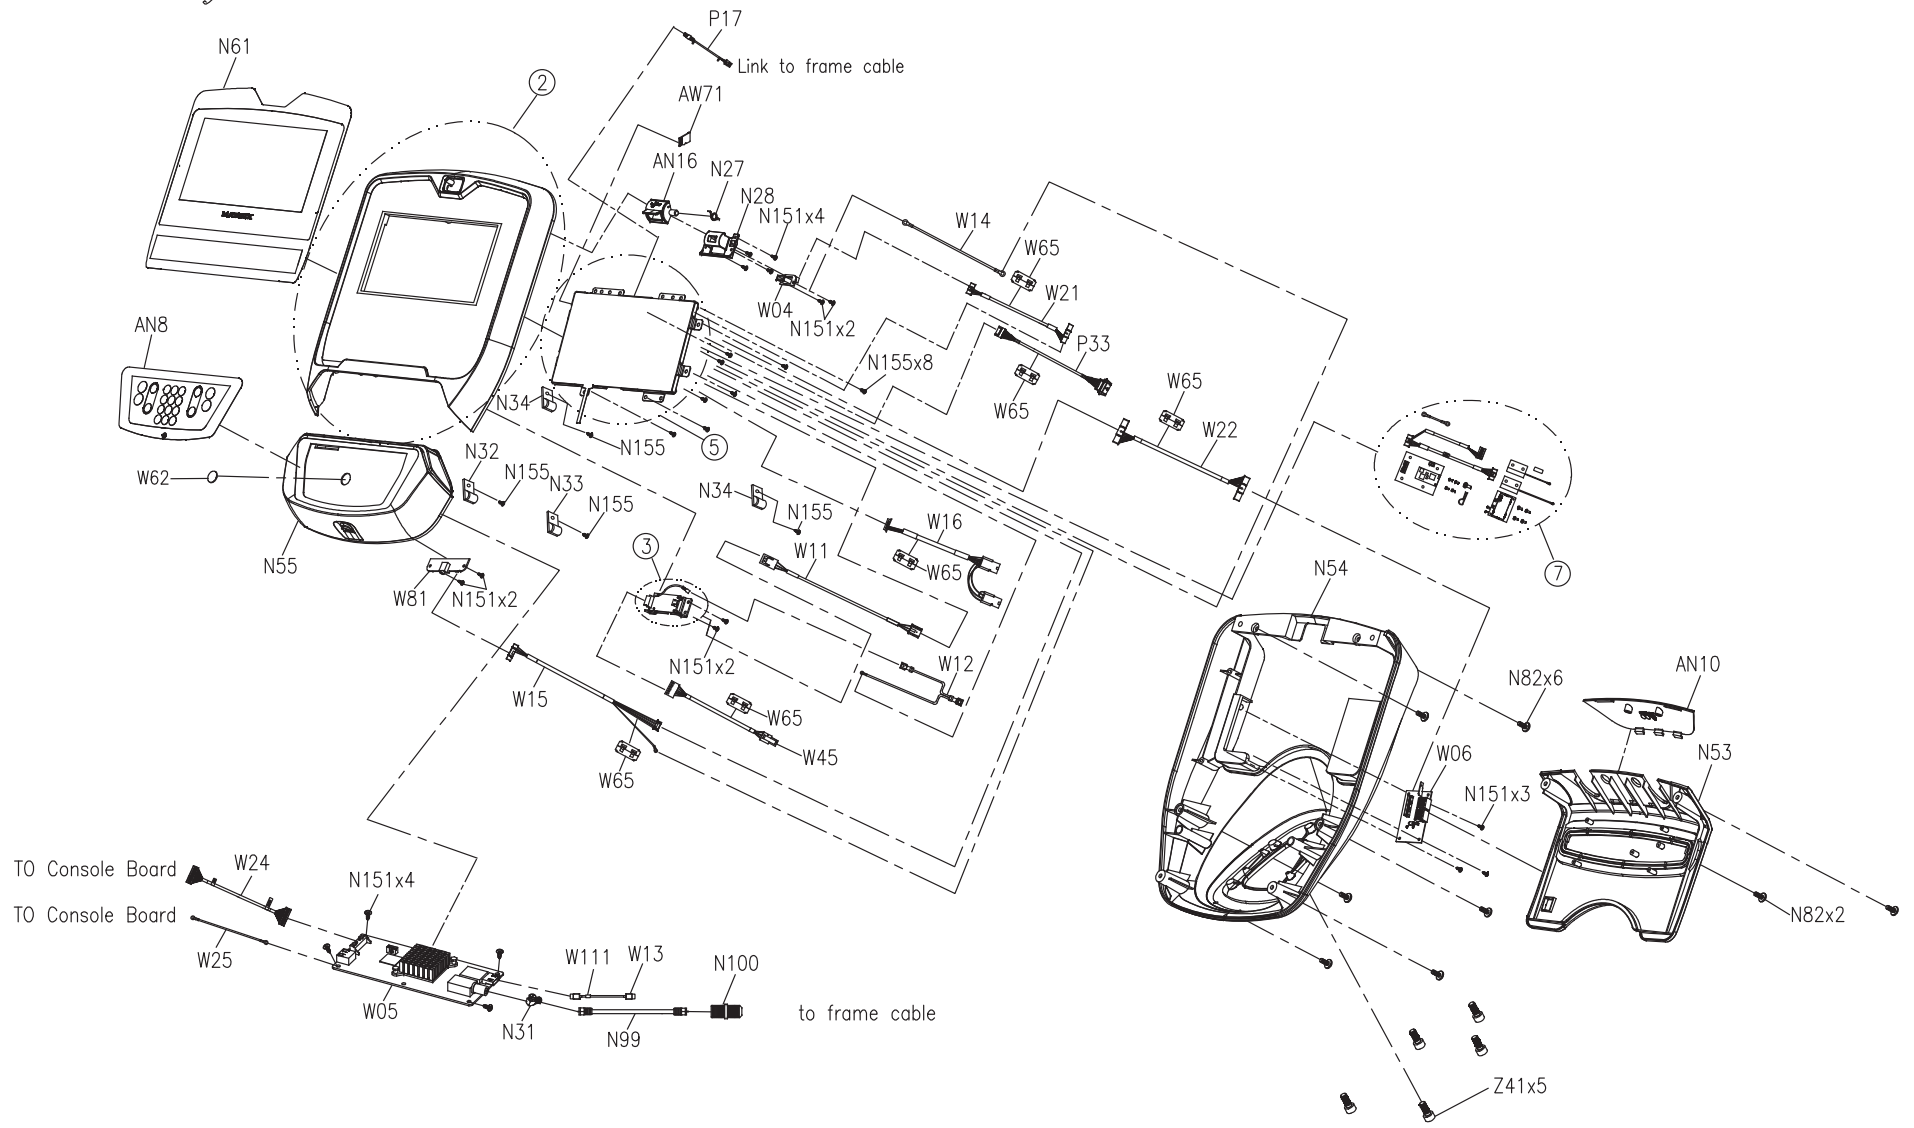 P17
N61
Link to frame cable
2
AW71
AN16
N27
N28
N151x4
W14
W65
W21
W04
N151x2
P33
AN8
N155x8
W65
W65
N34
W22
N155
5
N32
W62
N155
N33
N34
N155
N155
W16
N55
3
W11
W65
7
N54
W81
N151x2
N151x2
W12
AN10
N82x6
W15
W65
W45
W06
N53
W65
N151x3
TO Console Board
W24
N151x4
TO Console Board
N82x2
W25
W111
W13
N100
W05
to frame cable
N31
N99
Z41x5